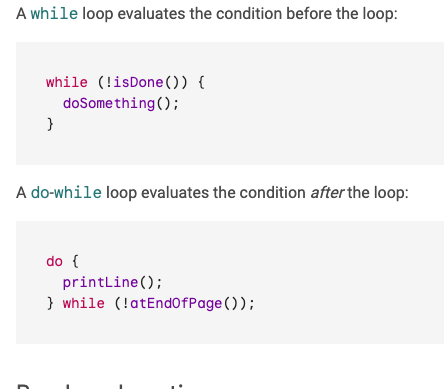 A while loop evaluates the condition before the loop:
while (!isDone()) {
  doSomething();
}
A do-while loop evaluates the condition after the loop:
do {
  printLine();
} while (!atEndOfPage());